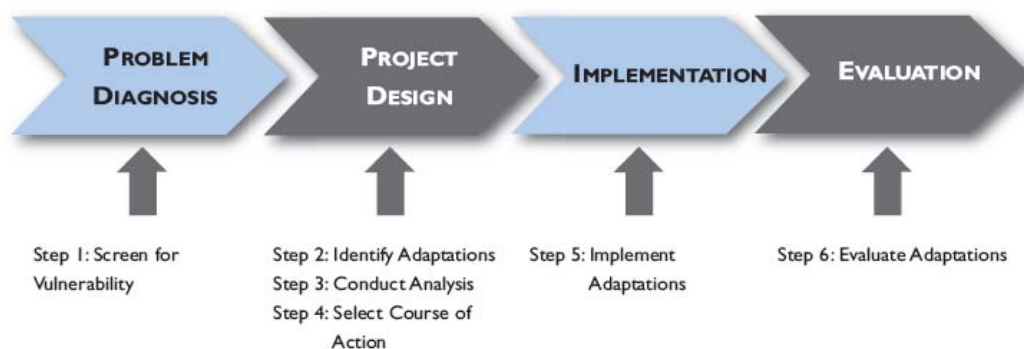 PROBLEM
DIAGNOSIS
PROJECT
DESIGN
IMPLEMENTATION
EVALUATION
Step 1: Screen for
Vulnerability
Step 2: Identify Adaptations
Step 3: Conduct Analysis
Step 4: Select Course of
Action
Step 5: Implement
Adaptations
Step 6: Evaluate Adaptations